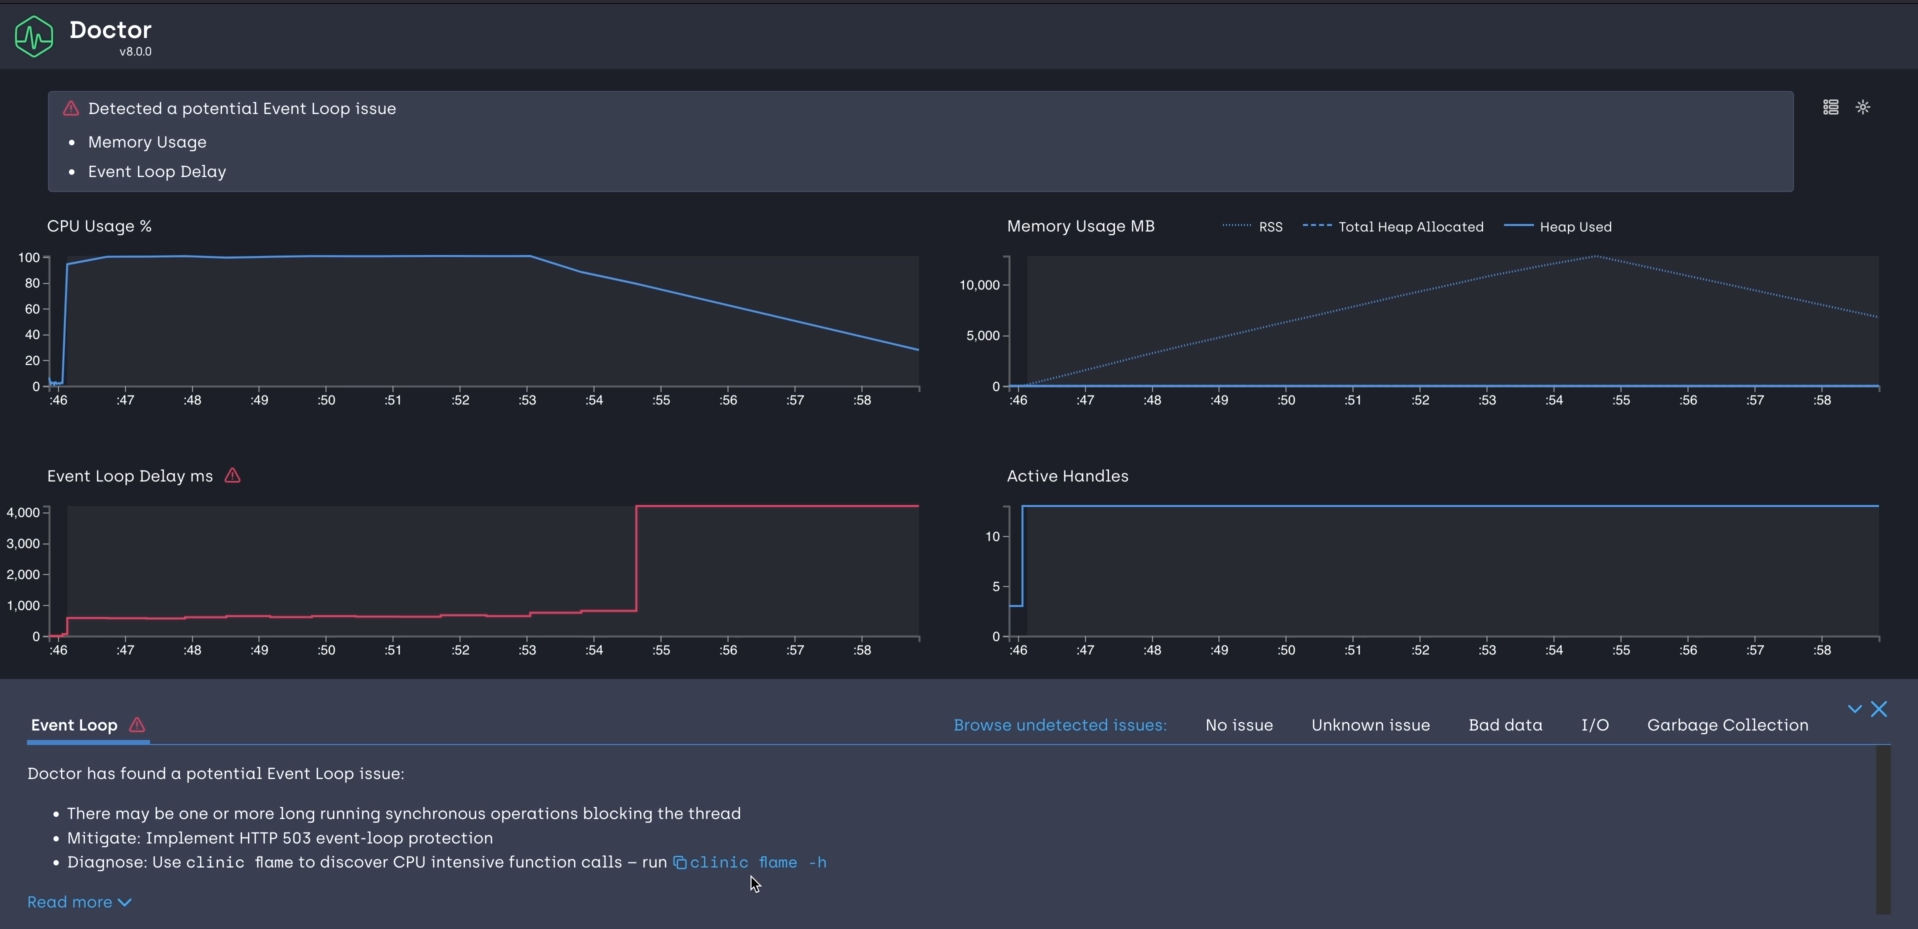 Doctor
v8.0.0
Detected a potential Event Loop issue
• Memory Usage
• Event Loop Delay
CPU Usage %
100
80
60
40
20
0
:46 :47 :48 :49 :50 :51 :52 :53 :54 :55 :56 :57 :58
Memory Usage MB RSS Total Heap Allocated Heap Used
10,000
5,000
0
:46 :47 :48 :49 :50 :51 :52 :53 :54 :55 :56 :57 :58
Event Loop Delay ms
4,000
3,000
2,000
1,000
0
:46 :47 :48 :49 :50 :51 :52 :53 :54 :55 :56 :57 :58
Active Handles
10
5
0
:46 :47 :48 :49 :50 :51 :52 :53 :54 :55 :56 :57 :58
Event Loop Browse undetected issues: No issue Unknown issue Bad data I/O Garbage Collection
Doctor has found a potential Event Loop issue:
• There may be one or more long running synchronous operations blocking the thread
• Mitigate: Implement HTTP 503 event-loop protection
• Diagnose: Use clinic flame to discover CPU intensive function calls – run clinic flame -h
Read more